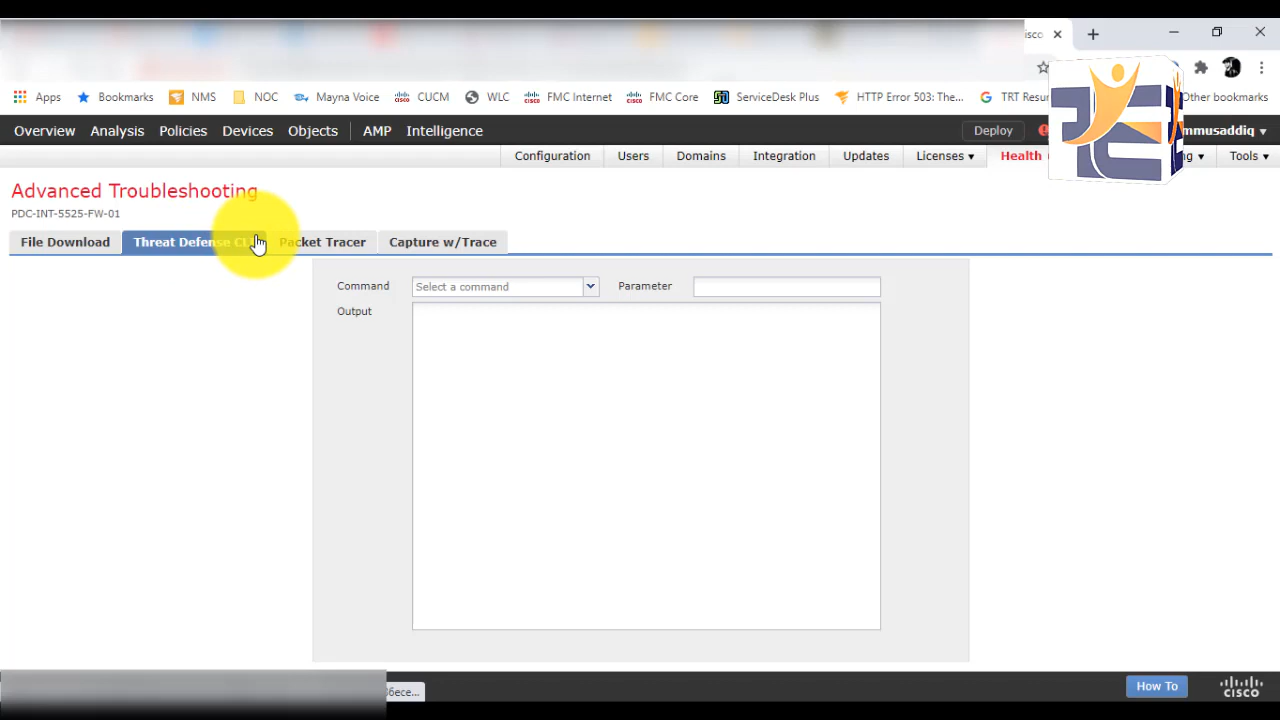 isco
Apps Bookmarks NMS NOC Mayna Voice CUCM WLC FMC Internet FMC Core ServiceDesk Plus HTTP Error 503: The... TRT Resu Other bookmarks
Overview Analysis Policies Devices Objects AMP Intelligence Deploy mmusaddiq
Configuration Users Domains Integration Updates Licenses Health Tools
Advanced Troubleshooting
PDC-INT-5525-FW-01
File Download Threat Defense CLI Packet Tracer Capture w/Trace
Command Select a command Parameter
Output
6bece... How To cisco